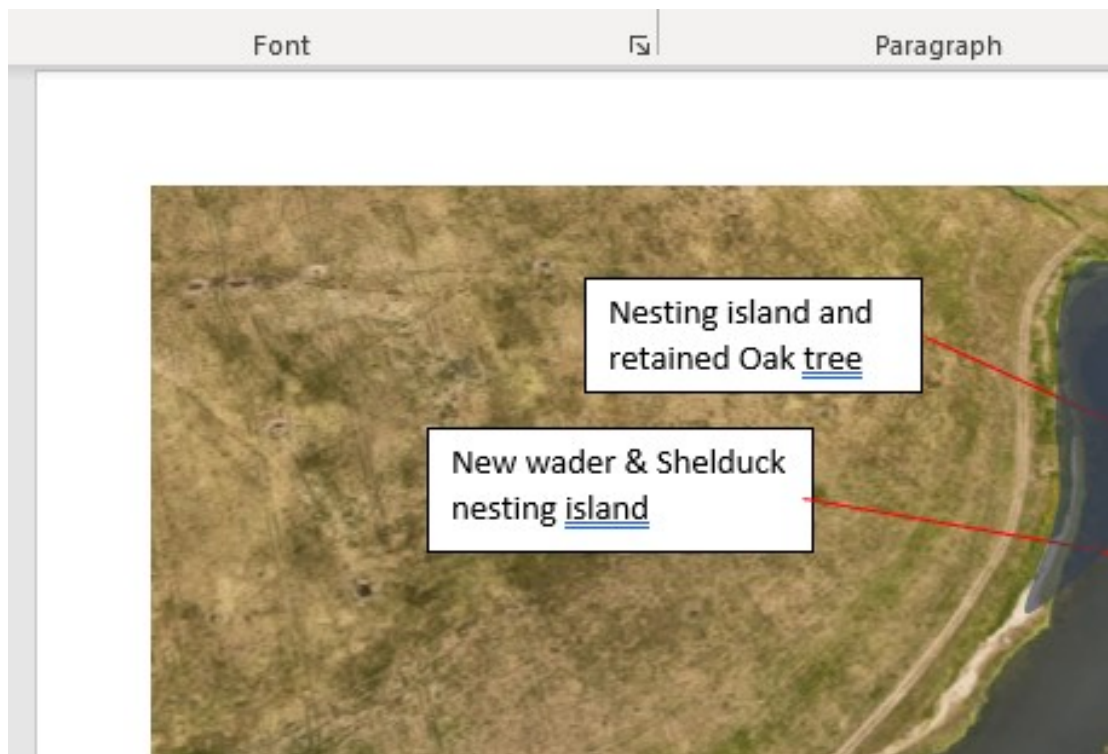 Font
Paragraph
Nesting island and
retained Oak tree
New wader & Shelduck
nesting island